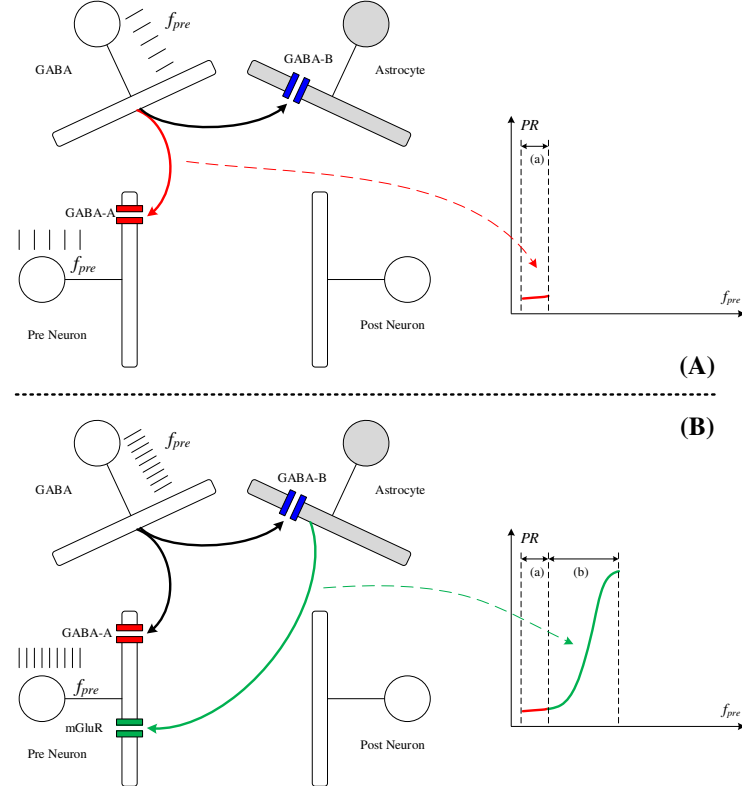 f_pre
GABA
GABA-B
Astrocyte
PR
(a)
GABA-A
f_pre
f_pre
Pre Neuron
Post Neuron
(A)
(B)
f_pre
GABA
GABA-B
Astrocyte
PR
(a)
(b)
GABA-A
f_pre
mGluR
f_pre
Pre Neuron
Post Neuron